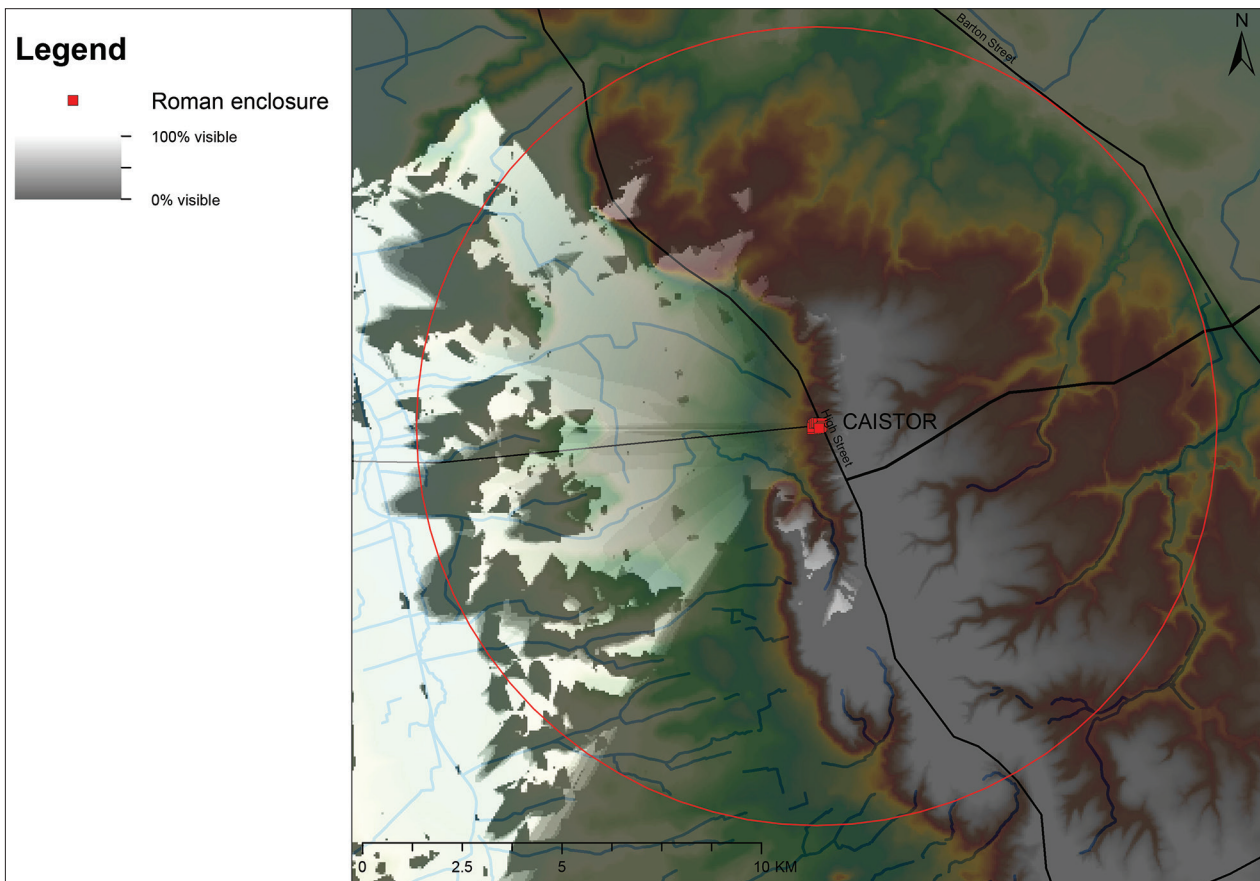 Legend
Roman enclosure
100% visible
0% visible
Barton Street
N
High Street
CAISTOR
0 2.5 5 10 KM